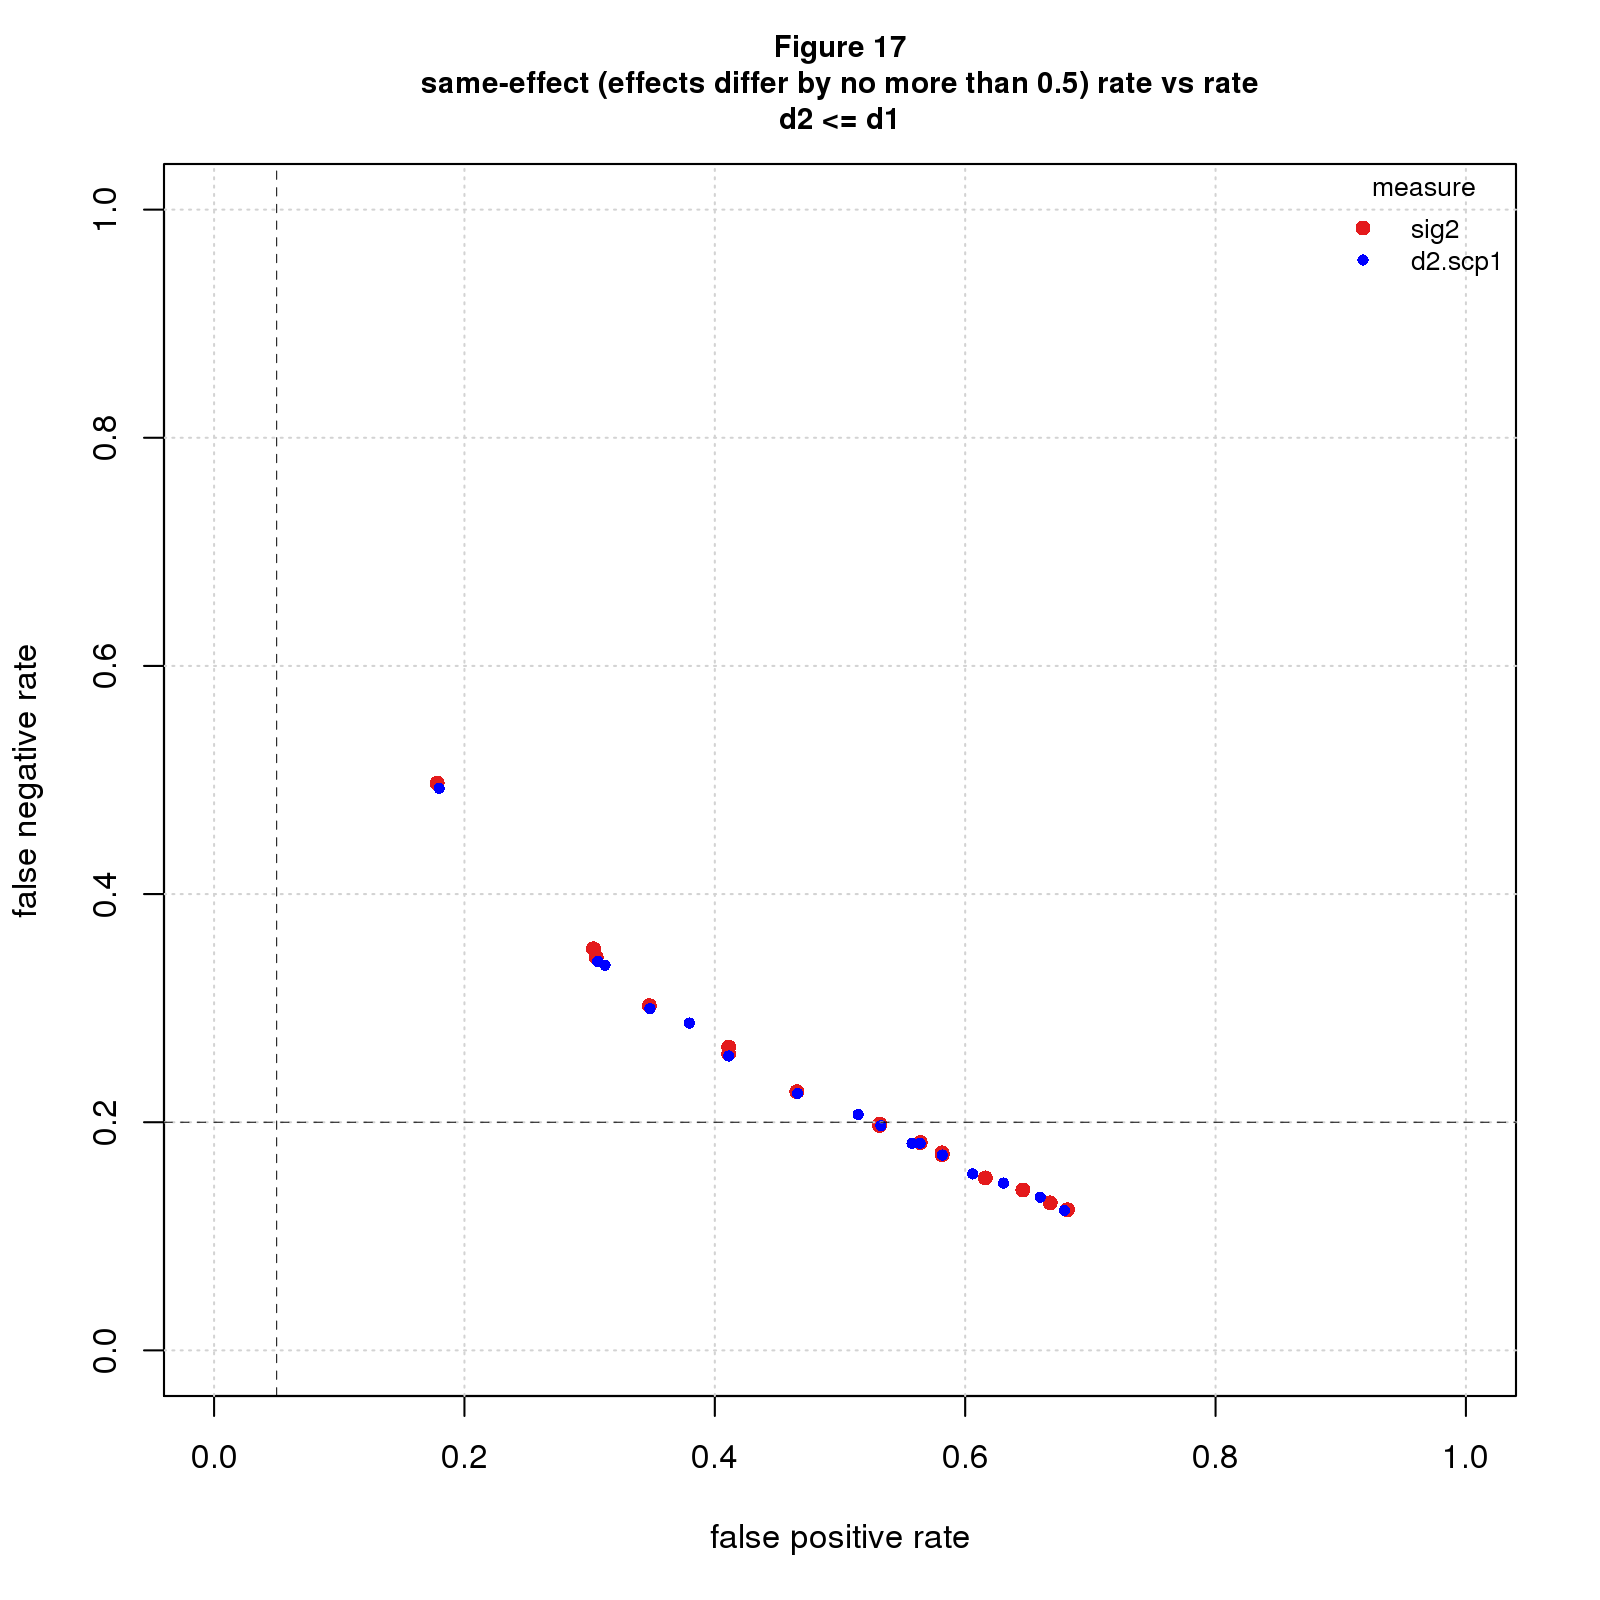 Figure 17
same-effect (effects differ by no more than 0.5) rate vs rate
d2 <= d1
measure
sig2
d2.scp1
false negative rate
1.0
0.8
0.6
0.4
0.2
0.0
0.0 0.2 0.4 0.6 0.8 1.0
false positive rate